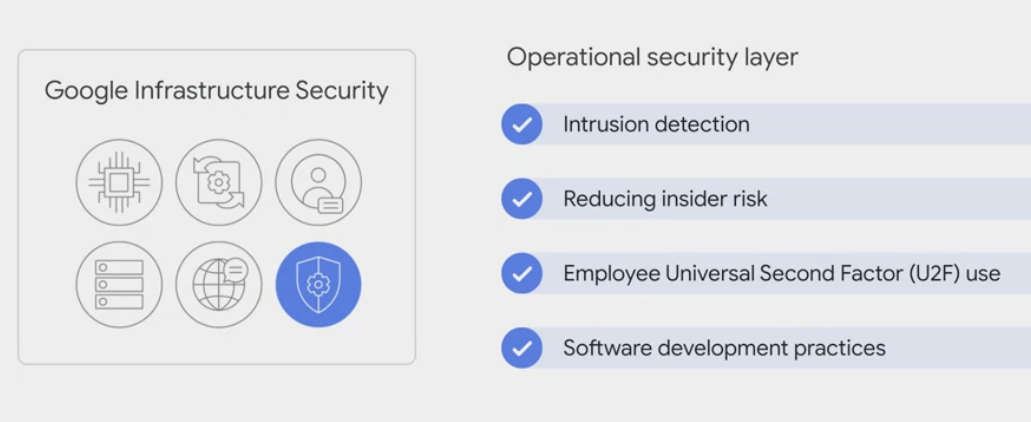 Google Infrastructure Security
Operational security layer
Intrusion detection
Reducing insider risk
Employee Universal Second Factor (U2F) use
Software development practices